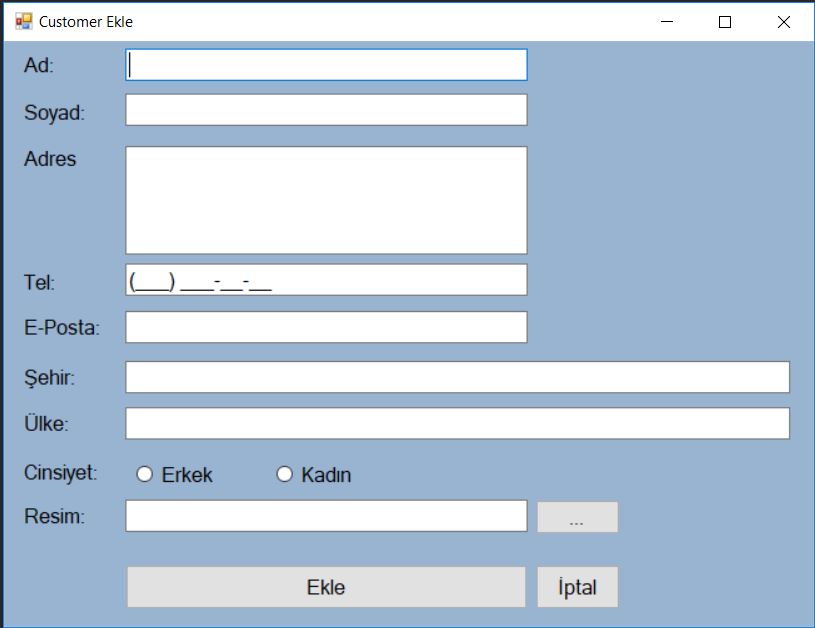 Customer Ekle
Ad:
Soyad:
Adres
Tel: (___) ___-__-__
E-Posta:
Şehir:
Ülke:
Cinsiyet: Erkek Kadın
Resim: ...
Ekle İptal